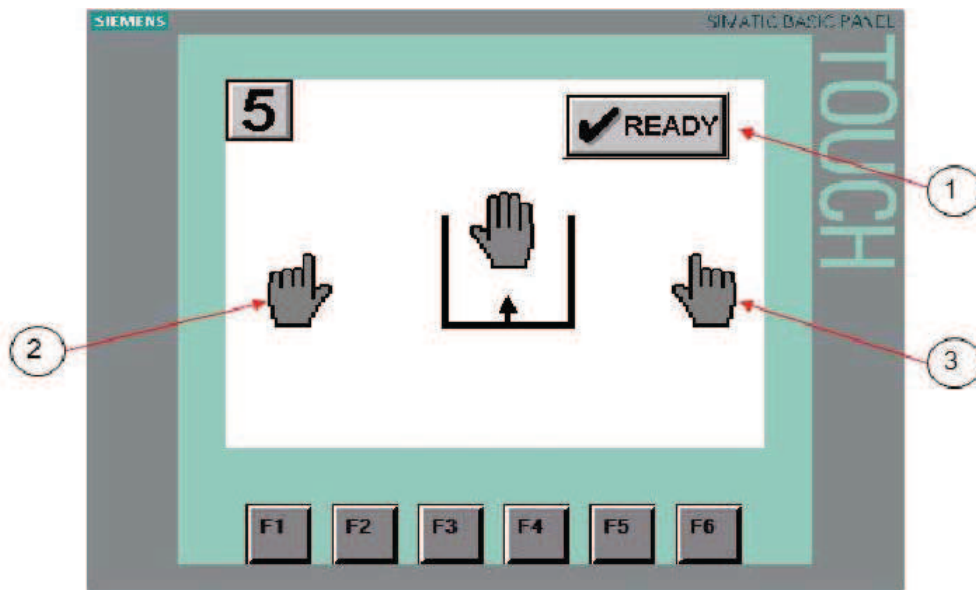 SIEMENS
SIMATIC BASIC PANEL
TOUCH
5
READY
1
2
3
F1 F2 F3 F4 F5 F6